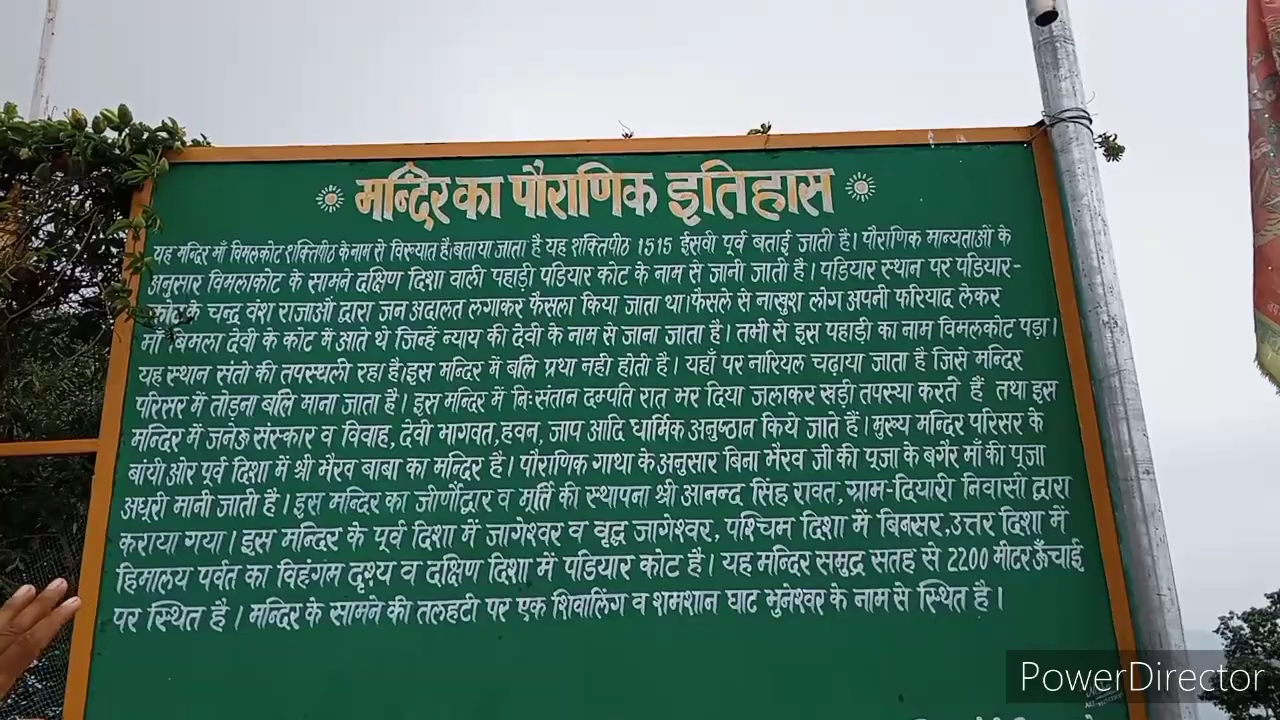 मन्दिर का पौराणिक इतिहास
यह मन्दिर माँ विमलकोट शक्तिपीठ के नाम से विख्यात है। बताया जाता है यह शक्तिपीठ 1515 ईसवी पूर्व बताई जाती है। पौराणिक मान्यताओं के
अनुसार विमलाकोट के सामने दक्षिण दिशा वाली पहाड़ी पडियार कोट के नाम से जानी जाती है। पडियार स्थान पर पडियार-
कोट के चन्द्र वंश राजाओं द्वारा जन अदालत लगाकर फैसला किया जाता था। फैसले से नाखुश लोग अपनी फरियाद लेकर
माँ बिमला देवी के कोट में आते थे जिन्हें न्याय की देवी के नाम से जाना जाता है। तभी से इस पहाड़ी का नाम विमलकोट पड़ा।
यह स्थान संतो की तपस्थली रहा है। इस मन्दिर में बलि प्रथा नही होती है। यहाँ पर नारियल चढ़ाया जाता है जिसे मन्दिर
परिसर में तोड़ना बलि माना जाता है। इस मन्दिर में निःसंतान दम्पति रात भर दिया जलाकर खड़ी तपस्या करते हैं तथा इस
मन्दिर में जनेऊ संस्कार व विवाह, देवी भागवत, हवन, जाप आदि धार्मिक अनुष्ठान किये जाते हैं। मुख्य मन्दिर परिसर के
बांयी ओर पूर्व दिशा में श्री भैरव बाबा का मन्दिर है। पौराणिक गाथा के अनुसार बिना भैरव जी की पूजा के बगैर माँ की पूजा
अधूरी मानी जाती है। इस मन्दिर का जीर्णोद्वार व मूर्ति की स्थापना श्री आनन्द सिंह रावत, ग्राम-दियारी निवासी द्वारा
कराया गया। इस मन्दिर के पूर्व दिशा में जागेश्वर व वृद्ध जागेश्वर, पश्चिम दिशा में बिनसर, उत्तर दिशा में
हिमालय पर्वत का विहंगम दृश्य व दक्षिण दिशा में पडियार कोट है। यह मन्दिर समुद्र सतह से 2200 मीटर ऊँचाई
पर स्थित है। मन्दिर के सामने की तलहटी पर एक शिवालिंग व शमशान घाट भुनेश्वर के नाम से स्थित है।
PowerDirector